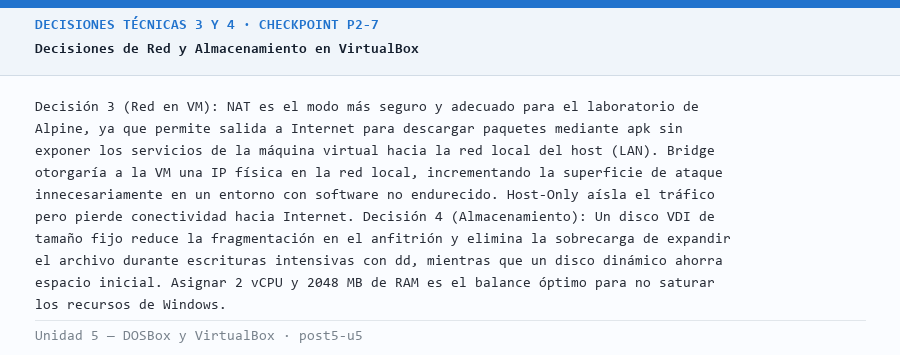 DECISIONES TÉCNICAS 3 Y 4 · CHECKPOINT P2-7
Decisiones de Red y Almacenamiento en VirtualBox
Decisión 3 (Red en VM): NAT es el modo más seguro y adecuado para el laboratorio de
Alpine, ya que permite salida a Internet para descargar paquetes mediante apk sin
exponer los servicios de la máquina virtual hacia la red local del host (LAN). Bridge
otorgaría a la VM una IP física en la red local, incrementando la superficie de ataque
innecesariamente en un entorno con software no endurecido. Host-Only aísla el tráfico
pero pierde conectividad hacia Internet. Decisión 4 (Almacenamiento): Un disco VDI de
tamaño fijo reduce la fragmentación en el anfitrión y elimina la sobrecarga de expandir
el archivo durante escrituras intensivas con dd, mientras que un disco dinámico ahorra
espacio inicial. Asignar 2 vCPU y 2048 MB de RAM es el balance óptimo para no saturar
los recursos de Windows.
Unidad 5 — DOSBox y VirtualBox · post5-u5